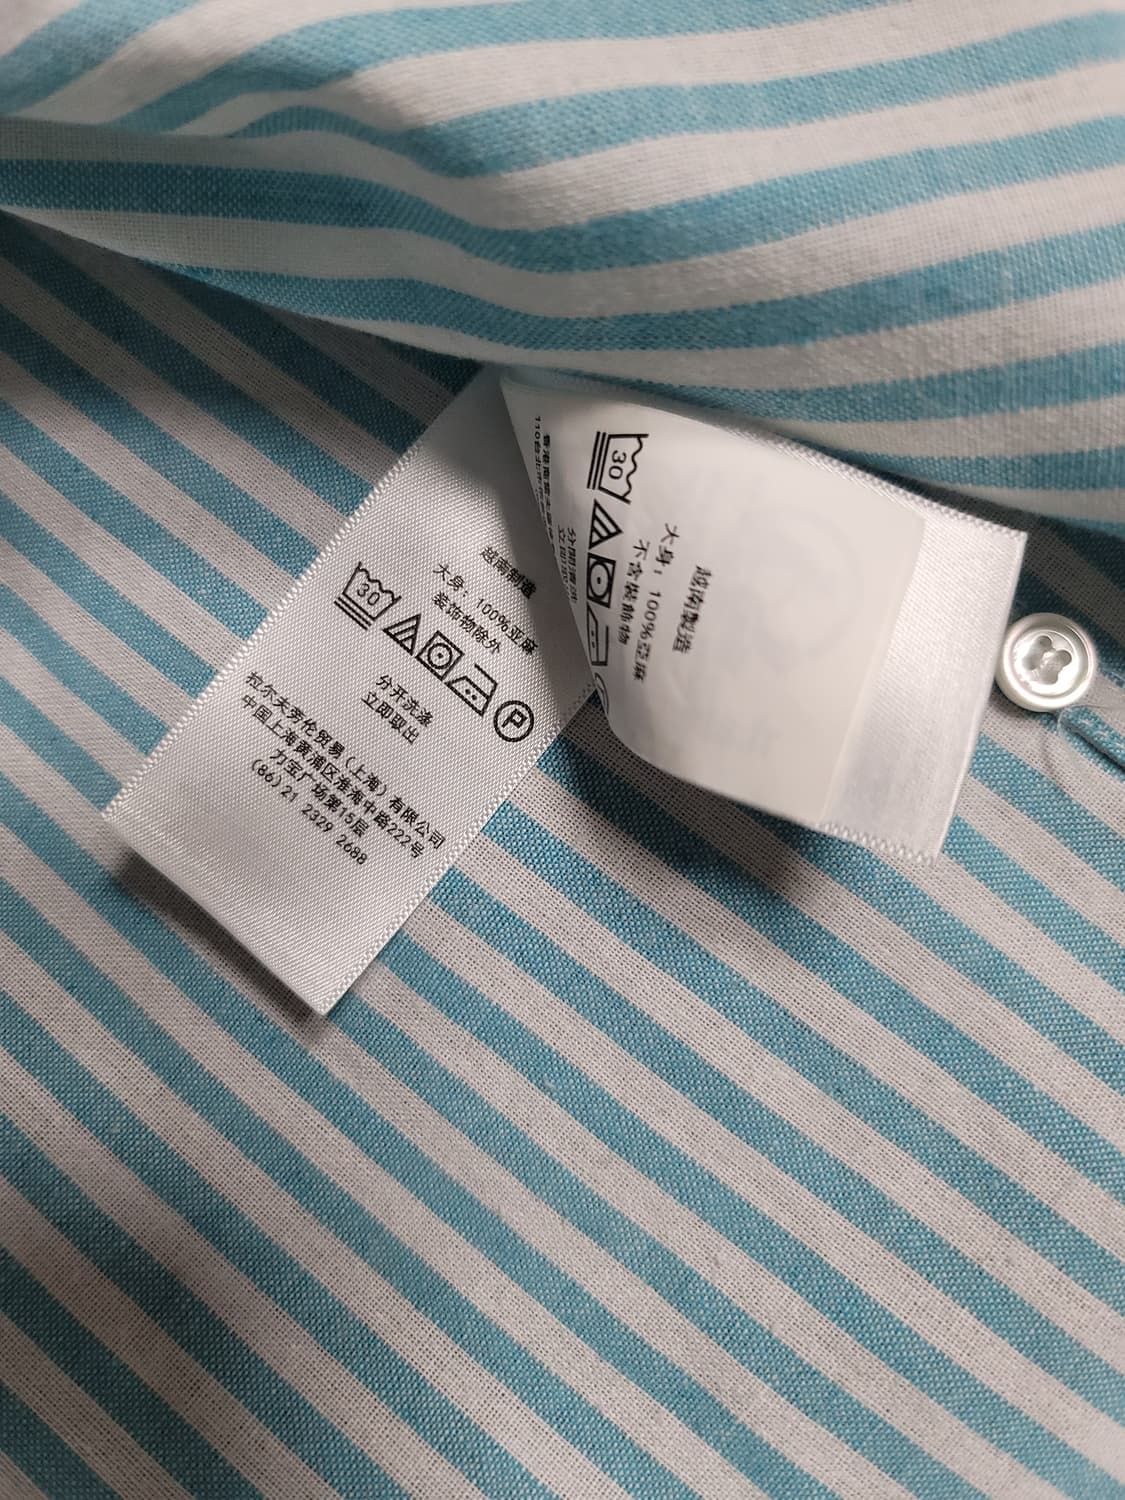 越南制造
大身：100%亚麻
装饰物除外
30
P
分开洗涤
立即取出
拉尔夫劳伦贸易（上海）有限公司
中国上海黄浦区淮海中路222号
力宝广场第15层
(86)21 2329 2688
越南製造
大身：100%亞麻
不含裝飾物
30